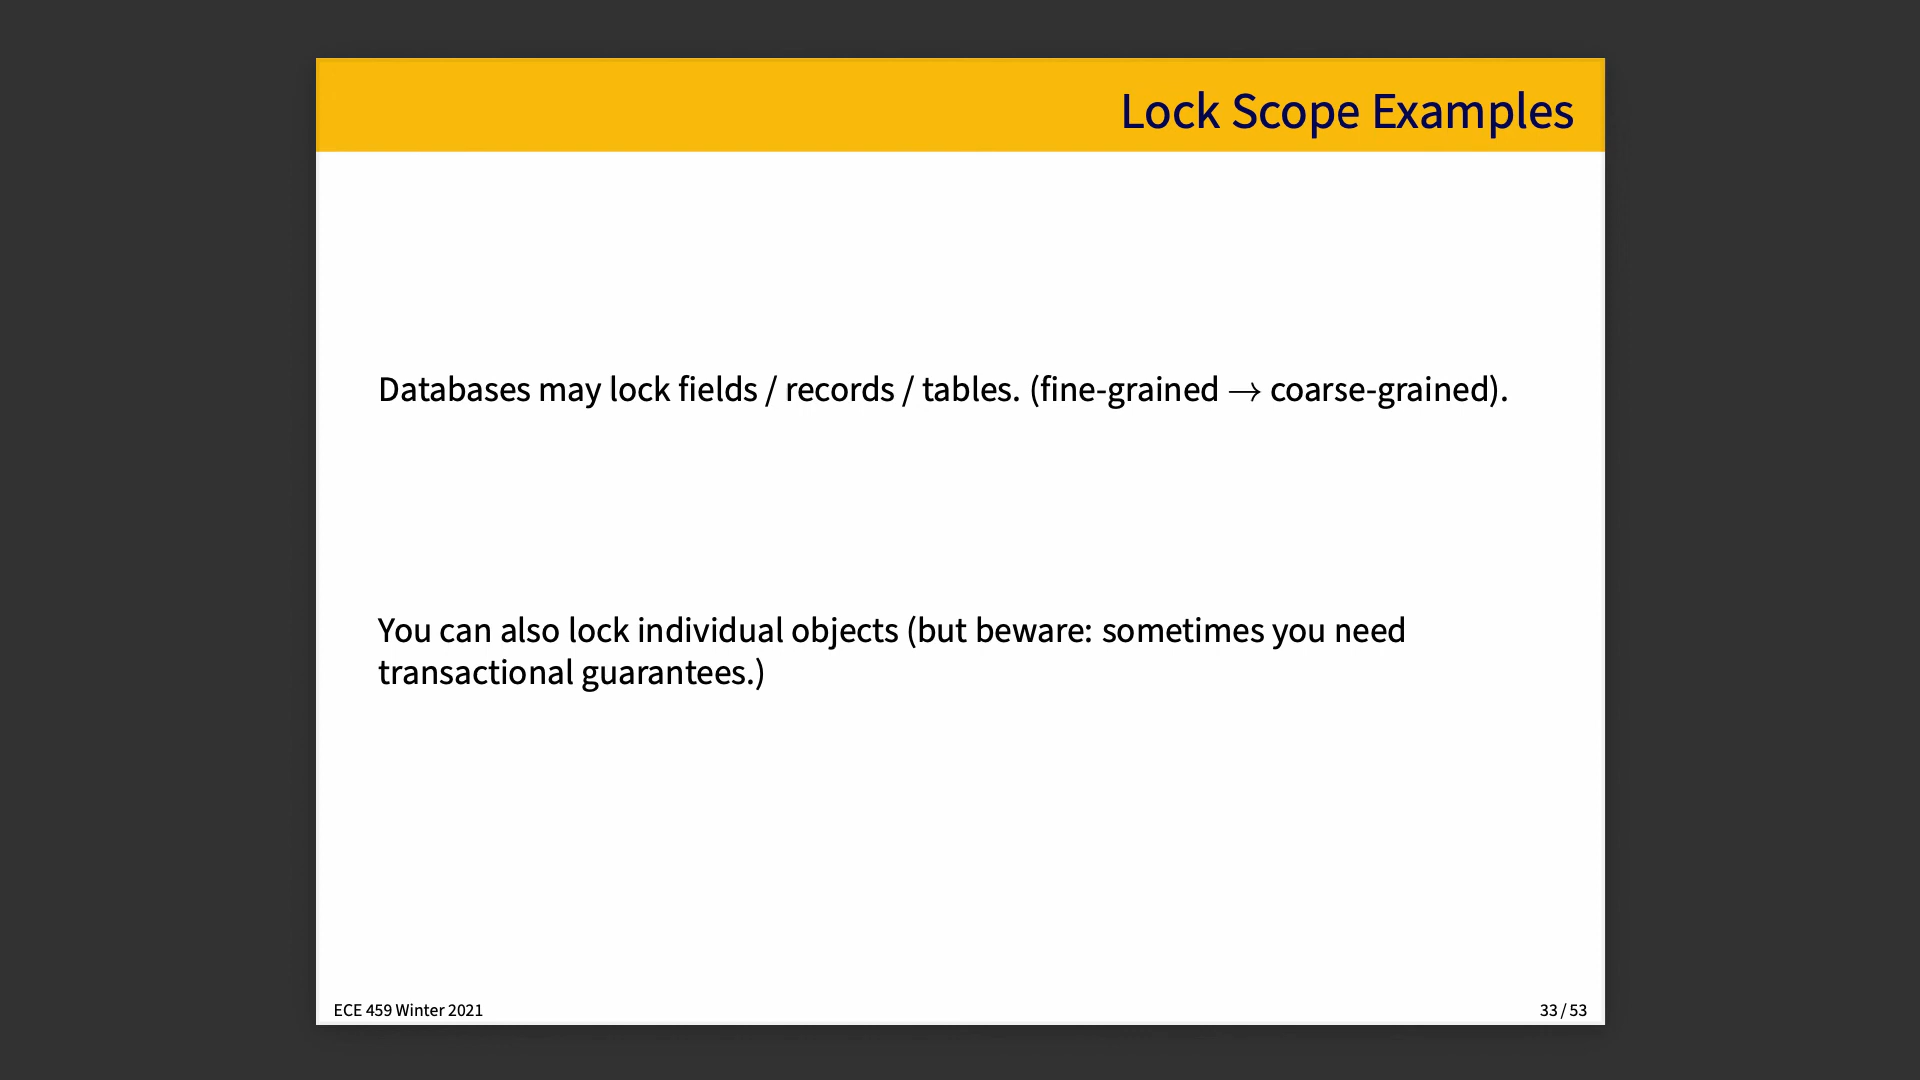 Lock Scope Examples
Databases may lock fields / records / tables. (fine-grained → coarse-grained).
You can also lock individual objects (but beware: sometimes you need
transactional guarantees.)
ECE 459 Winter 2021
33 / 53